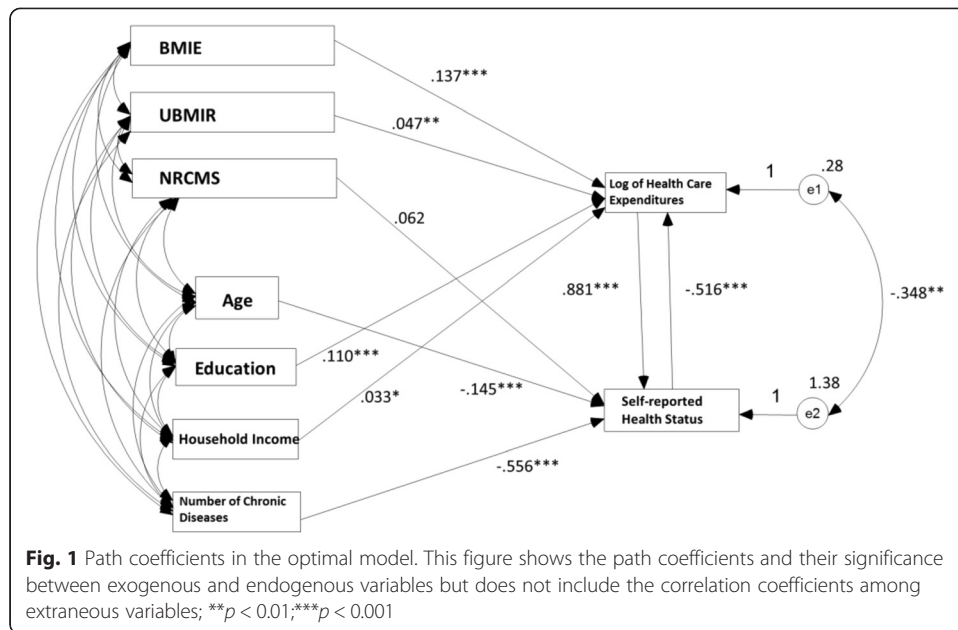 BMIE
.137***
UBMIR
.047**
NRCMS
Log of Health Care
Expenditures
1
.28
e1
.062
Age
.881***
-.516***
-.348**
Education
.110***
-.145***
.033*
Self-reported
Health Status
1
1.38
e2
Household Income
-.556***
Number of Chronic
Diseases
Fig. 1 Path coefficients in the optimal model. This figure shows the path coefficients and their significance
between exogenous and endogenous variables but does not include the correlation coefficients among
extraneous variables; **p < 0.01;***p < 0.001